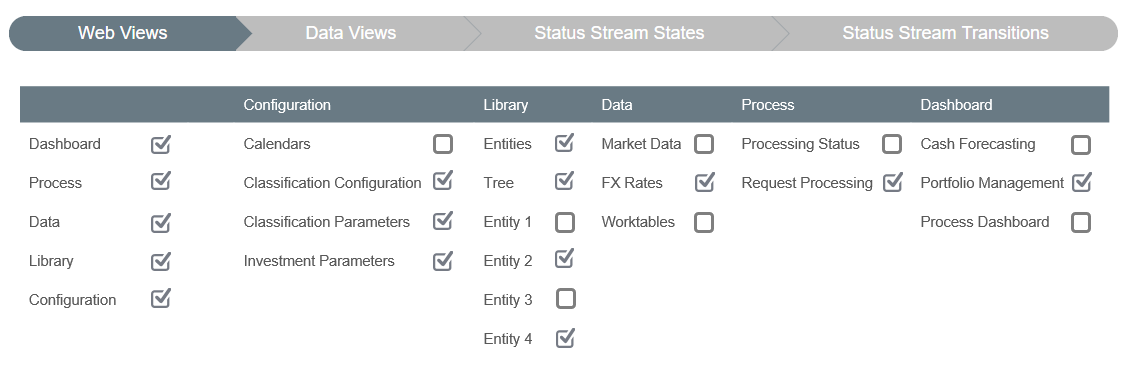 Web Views Data Views Status Stream States Status Stream Transitions
Configuration Library Data Process Dashboard
Dashboard Calendars Entities Market Data Processing Status Cash Forecasting
Process Classification Configuration Tree FX Rates Request Processing Portfolio Management
Data Classification Parameters Entity 1 Worktables Process Dashboard
Library Investment Parameters Entity 2
Configuration Entity 3
Entity 4